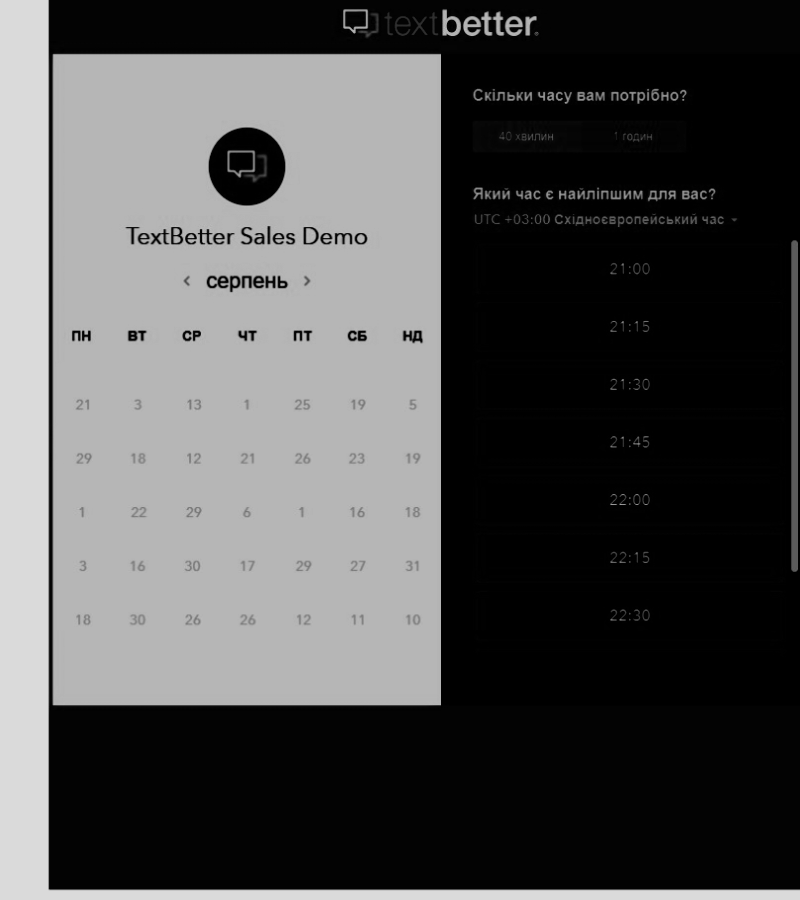 textbetter.
TextBetter Sales Demo
< серпень >
ПН ВТ СР ЧТ ПТ СБ НД
21 3 13 1 25 19 5
29 18 12 21 26 23 19
1 22 29 6 1 16 18
3 16 30 17 29 27 31
18 30 26 26 12 11 10
Скільки часу вам потрібно?
40 хвилин 1 годин
Який час є найліпшим для вас?
UTC +03:00 Східноєвропейський час
21:00
21:15
21:30
21:45
22:00
22:15
22:30